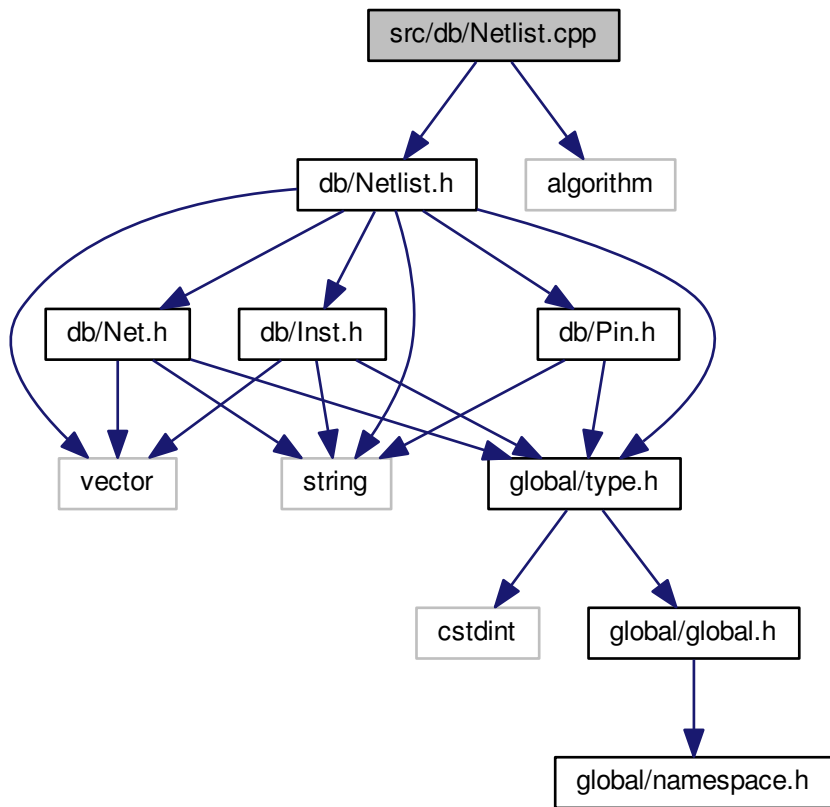 src/db/Netlist.cpp
db/Netlist.h
algorithm
db/Net.h
db/Inst.h
db/Pin.h
vector
string
global/type.h
cstdint
global/global.h
global/namespace.h